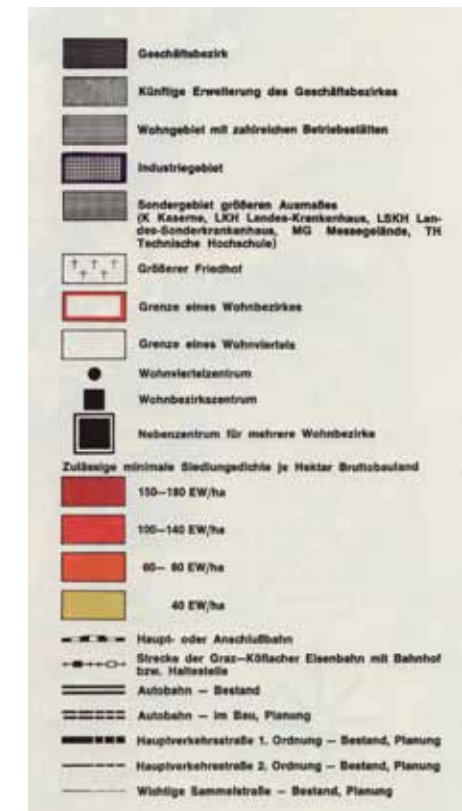 Geschäftsbezirk
Künftige Erweiterung des Geschäftsbezirkes
Wohngebiet mit zahlreichen Betriebsstätten
Industriegebiet
Sondergebiet größeren Ausmaßes
(K Kaserne, LKH Landes-Krankenhaus, LSKH Lan-
des-Sonderkrankenhaus, MG Messegelände, TH
Technische Hochschule)
Größerer Friedhof
Grenze eines Wohnbezirkes
Grenze eines Wohnviertels
Wohnviertelzentrum
Wohnbezirkszentrum
Nebenzentrum für mehrere Wohnbezirke
Zulässige minimale Siedlungsdichte je Hektar Bruttobauland
150–180 EW/ha
100–140 EW/ha
60– 80 EW/ha
40 EW/ha
Haupt- oder Anschlußbahn
Strecke der Graz-Köflacher Eisenbahn mit Bahnhof
bzw. Haltestelle
Autobahn – Bestand
Autobahn – im Bau, Planung
Hauptverkehrsstraße 1. Ordnung – Bestand, Planung
Hauptverkehrsstraße 2. Ordnung – Bestand, Planung
Wichtige Sammelstraße – Bestand, Planung